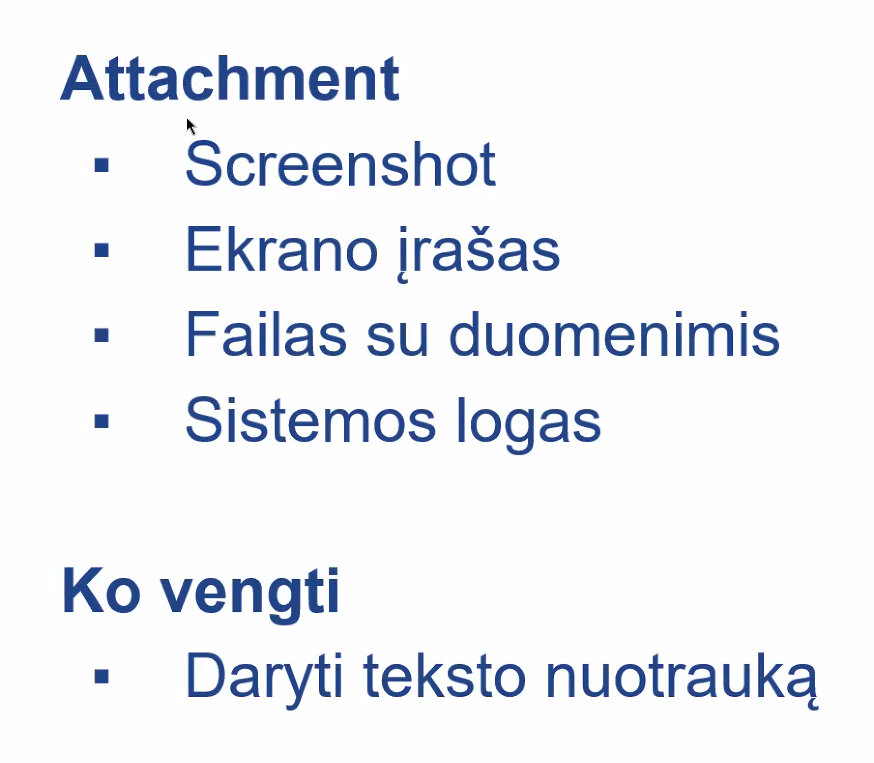 Attachment
▪ Screenshot
▪ Ekrano įrašas
▪ Failas su duomenimis
▪ Sistemos logas
Ko vengti
▪ Daryti teksto nuotrauką